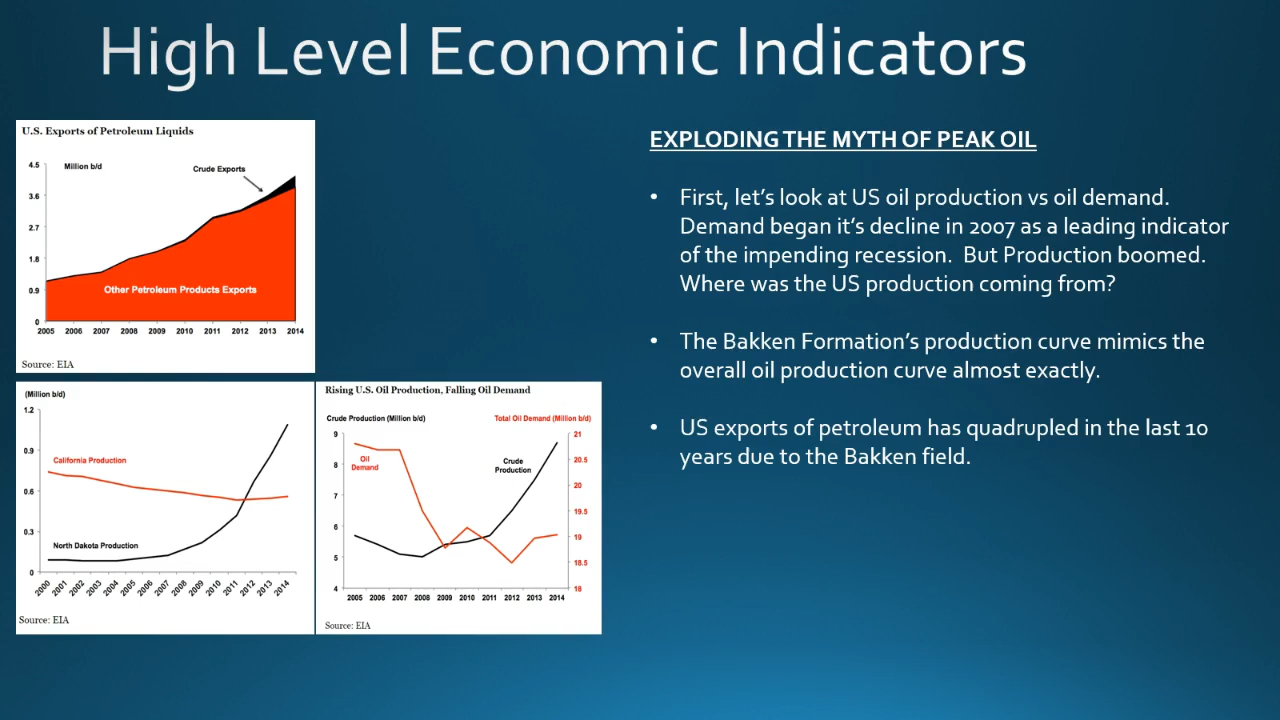 High Level Economic Indicators
U.S. Exports of Petroleum Liquids
4.5
Million b/d
Crude Exports
3.6
2.7
1.8
0.9
Other Petroleum Products Exports
0
2005 2006 2007 2008 2009 2010 2011 2012 2013 2014
Source: EIA
(Million b/d)
1.2
0.9
California Production
0.6
0.3
North Dakota Production
0
2000 2001 2002 2003 2004 2005 2006 2007 2008 2009 2010 2011 2012 2013 2014
Source: EIA
Rising U.S. Oil Production, Falling Oil Demand
Crude Production (Million b/d)
Total Oil Demand (Million b/d)
9
8
7
6
5
4
Oil
Demand
Crude
Production
21
20.5
20
19.5
19
18.5
18
2005 2006 2007 2008 2009 2010 2011 2012 2013 2014
Source: EIA
EXPLODING THE MYTH OF PEAK OIL
• First, let's look at US oil production vs oil demand.
Demand began it's decline in 2007 as a leading indicator
of the impending recession. But Production boomed.
Where was the US production coming from?
• The Bakken Formation's production curve mimics the
overall oil production curve almost exactly.
• US exports of petroleum has quadrupled in the last 10
years due to the Bakken field.